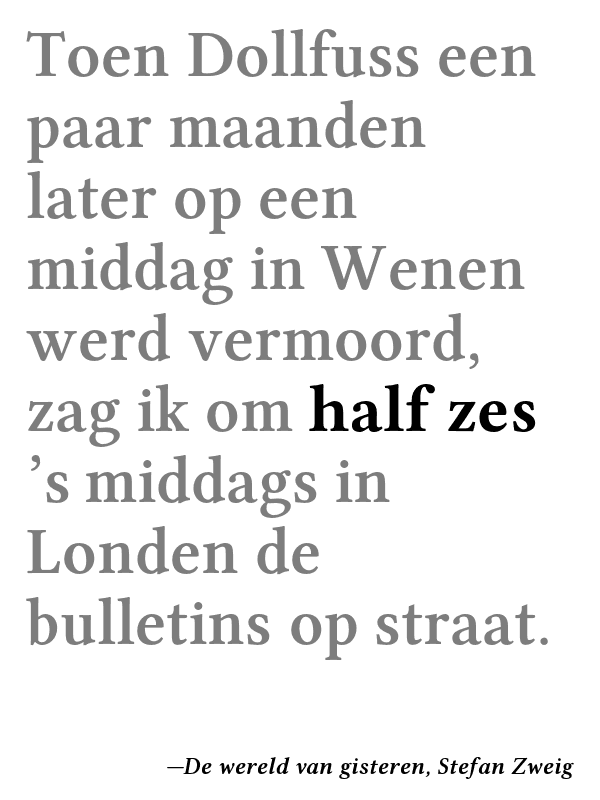 Toen Dollfuss een
paar maanden
later op een
middag in Wenen
werd vermoord,
zag ik om half zes
’s middags in
Londen de
bulletins op straat.
—De wereld van gisteren, Stefan Zweig